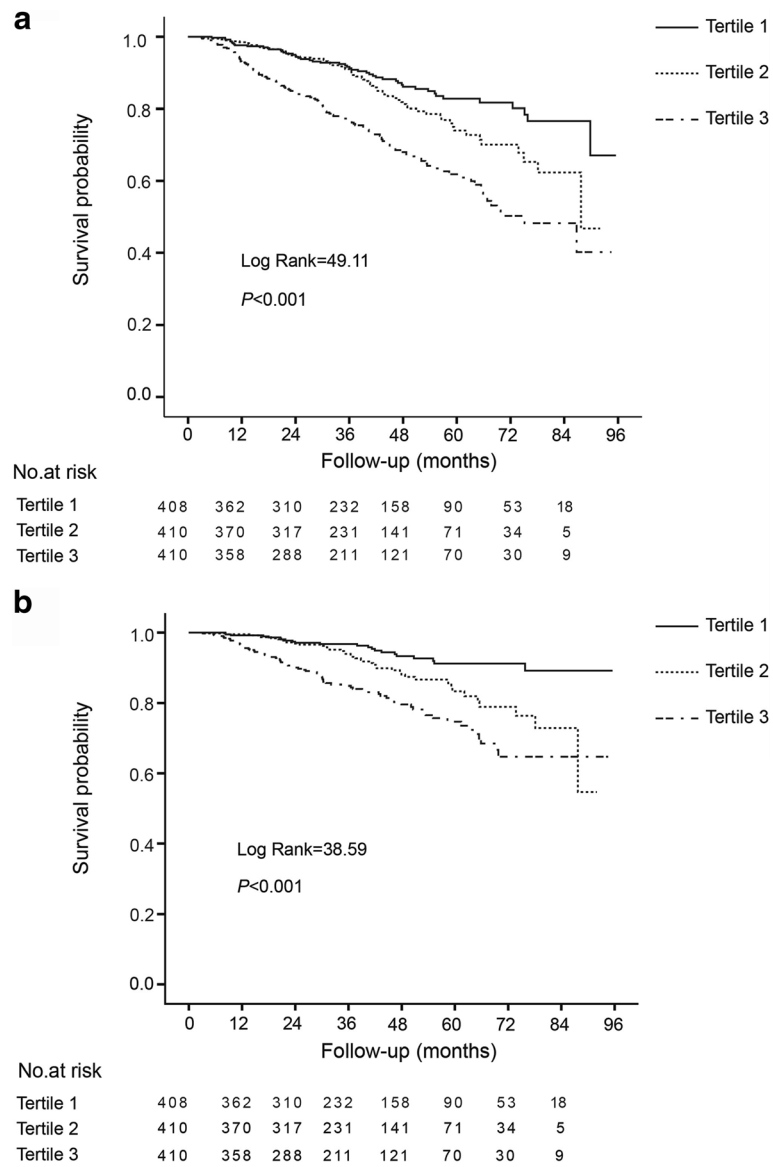 a
Survival probability
1.0
0.8
0.6
0.4
0.2
0.0
Tertile 1
Tertile 2
Tertile 3
Log Rank=49.11
P<0.001
0 12 24 36 48 60 72 84 96
Follow-up (months)
No.at risk
Tertile 1 408 362 310 232 158 90 53 18
Tertile 2 410 370 317 231 141 71 34 5
Tertile 3 410 358 288 211 121 70 30 9
b
Survival probability
1.0
0.8
0.6
0.4
0.2
0.0
Tertile 1
Tertile 2
Tertile 3
Log Rank=38.59
P<0.001
0 12 24 36 48 60 72 84 96
Follow-up (months)
No.at risk
Tertile 1 408 362 310 232 158 90 53 18
Tertile 2 410 370 317 231 141 71 34 5
Tertile 3 410 358 288 211 121 70 30 9